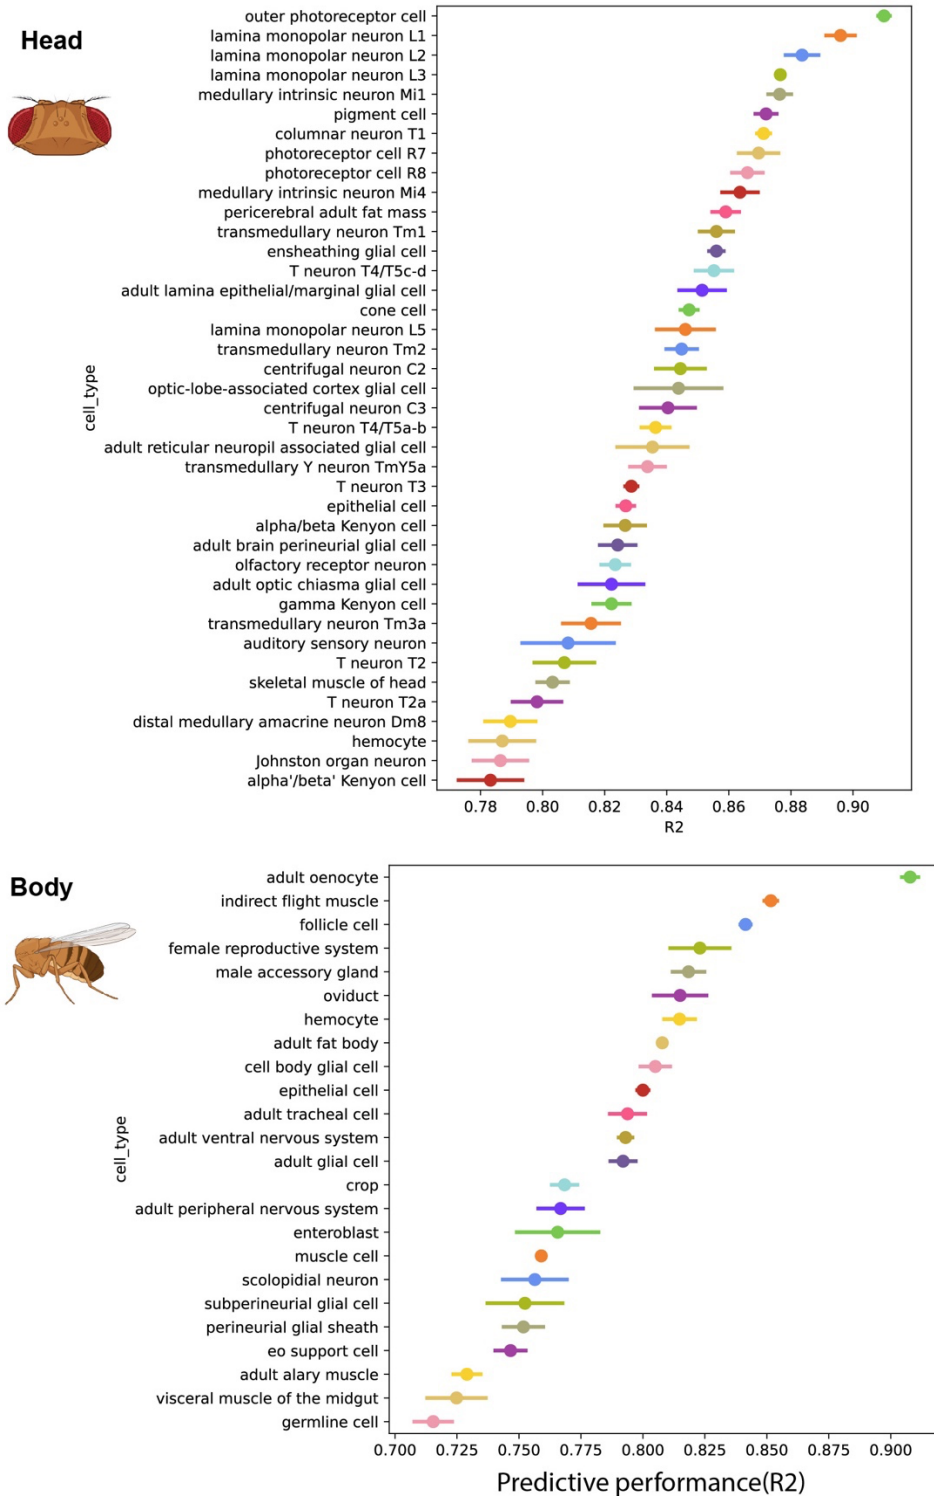 Head
outer photoreceptor cell
lamina monopolar neuron L1
lamina monopolar neuron L2
lamina monopolar neuron L3
medullary intrinsic neuron Mi1
pigment cell
columnar neuron T1
photoreceptor cell R7
photoreceptor cell R8
medullary intrinsic neuron Mi4
pericerebral adult fat mass
transmedullary neuron Tm1
ensheathing glial cell
T neuron T4/T5c-d
adult lamina epithelial/marginal glial cell
cone cell
lamina monopolar neuron L5
transmedullary neuron Tm2
centrifugal neuron C2
optic-lobe-associated cortex glial cell
centrifugal neuron C3
T neuron T4/T5a-b
adult reticular neuropil associated glial cell
transmedullary Y neuron TmY5a
T neuron T3
epithelial cell
alpha/beta Kenyon cell
adult brain perineurial glial cell
olfactory receptor neuron
adult optic chiasma glial cell
gamma Kenyon cell
transmedullary neuron Tm3a
auditory sensory neuron
T neuron T2
skeletal muscle of head
T neuron T2a
distal medullary amacrine neuron Dm8
hemocyte
Johnston organ neuron
alpha'/beta' Kenyon cell
cell_type
0.78 0.80 0.82 0.84 0.86 0.88 0.90
R2
Body
adult oenocyte
indirect flight muscle
follicle cell
female reproductive system
male accessory gland
oviduct
hemocyte
adult fat body
cell body glial cell
epithelial cell
adult tracheal cell
adult ventral nervous system
adult glial cell
crop
adult peripheral nervous system
enteroblast
muscle cell
scolopidial neuron
subperineurial glial cell
perineurial glial sheath
eo support cell
adult alary muscle
visceral muscle of the midgut
germline cell
cell_type
0.700 0.725 0.750 0.775 0.800 0.825 0.850 0.875 0.900
Predictive performance(R2)